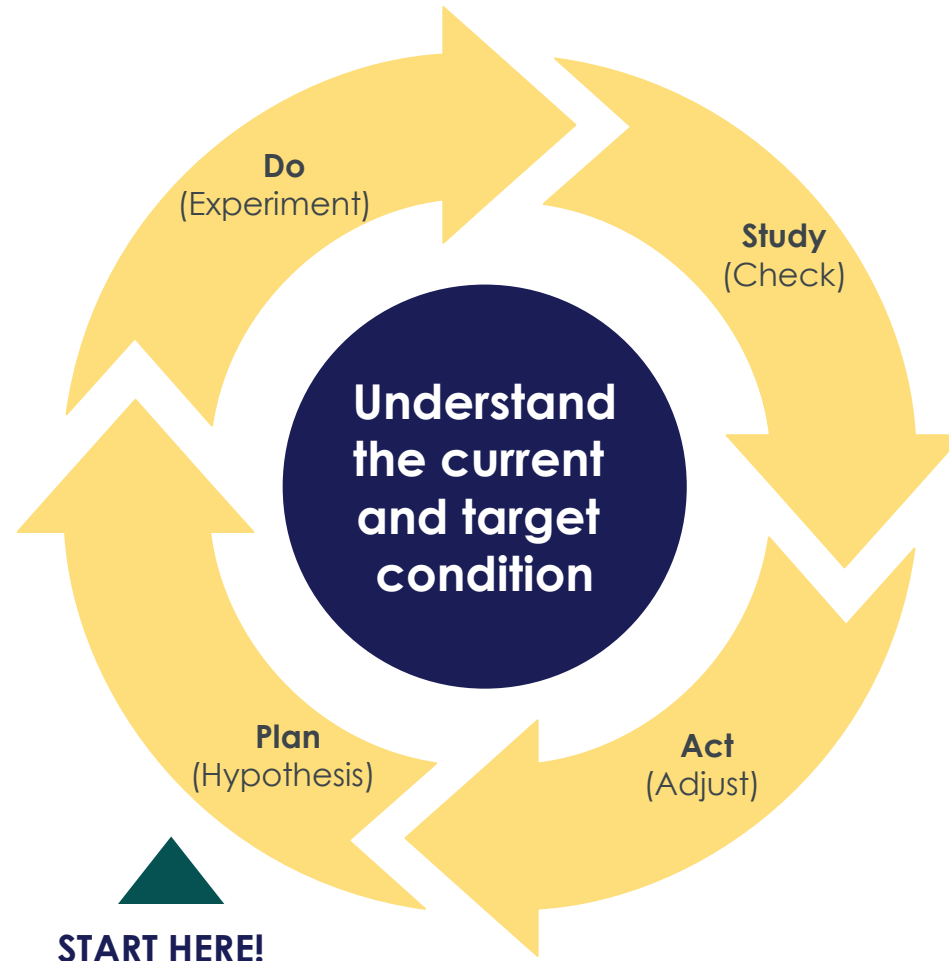 Do
(Experiment)
Study
(Check)
Understand
the current
and target
condition
Plan
(Hypothesis)
Act
(Adjust)
START HERE!